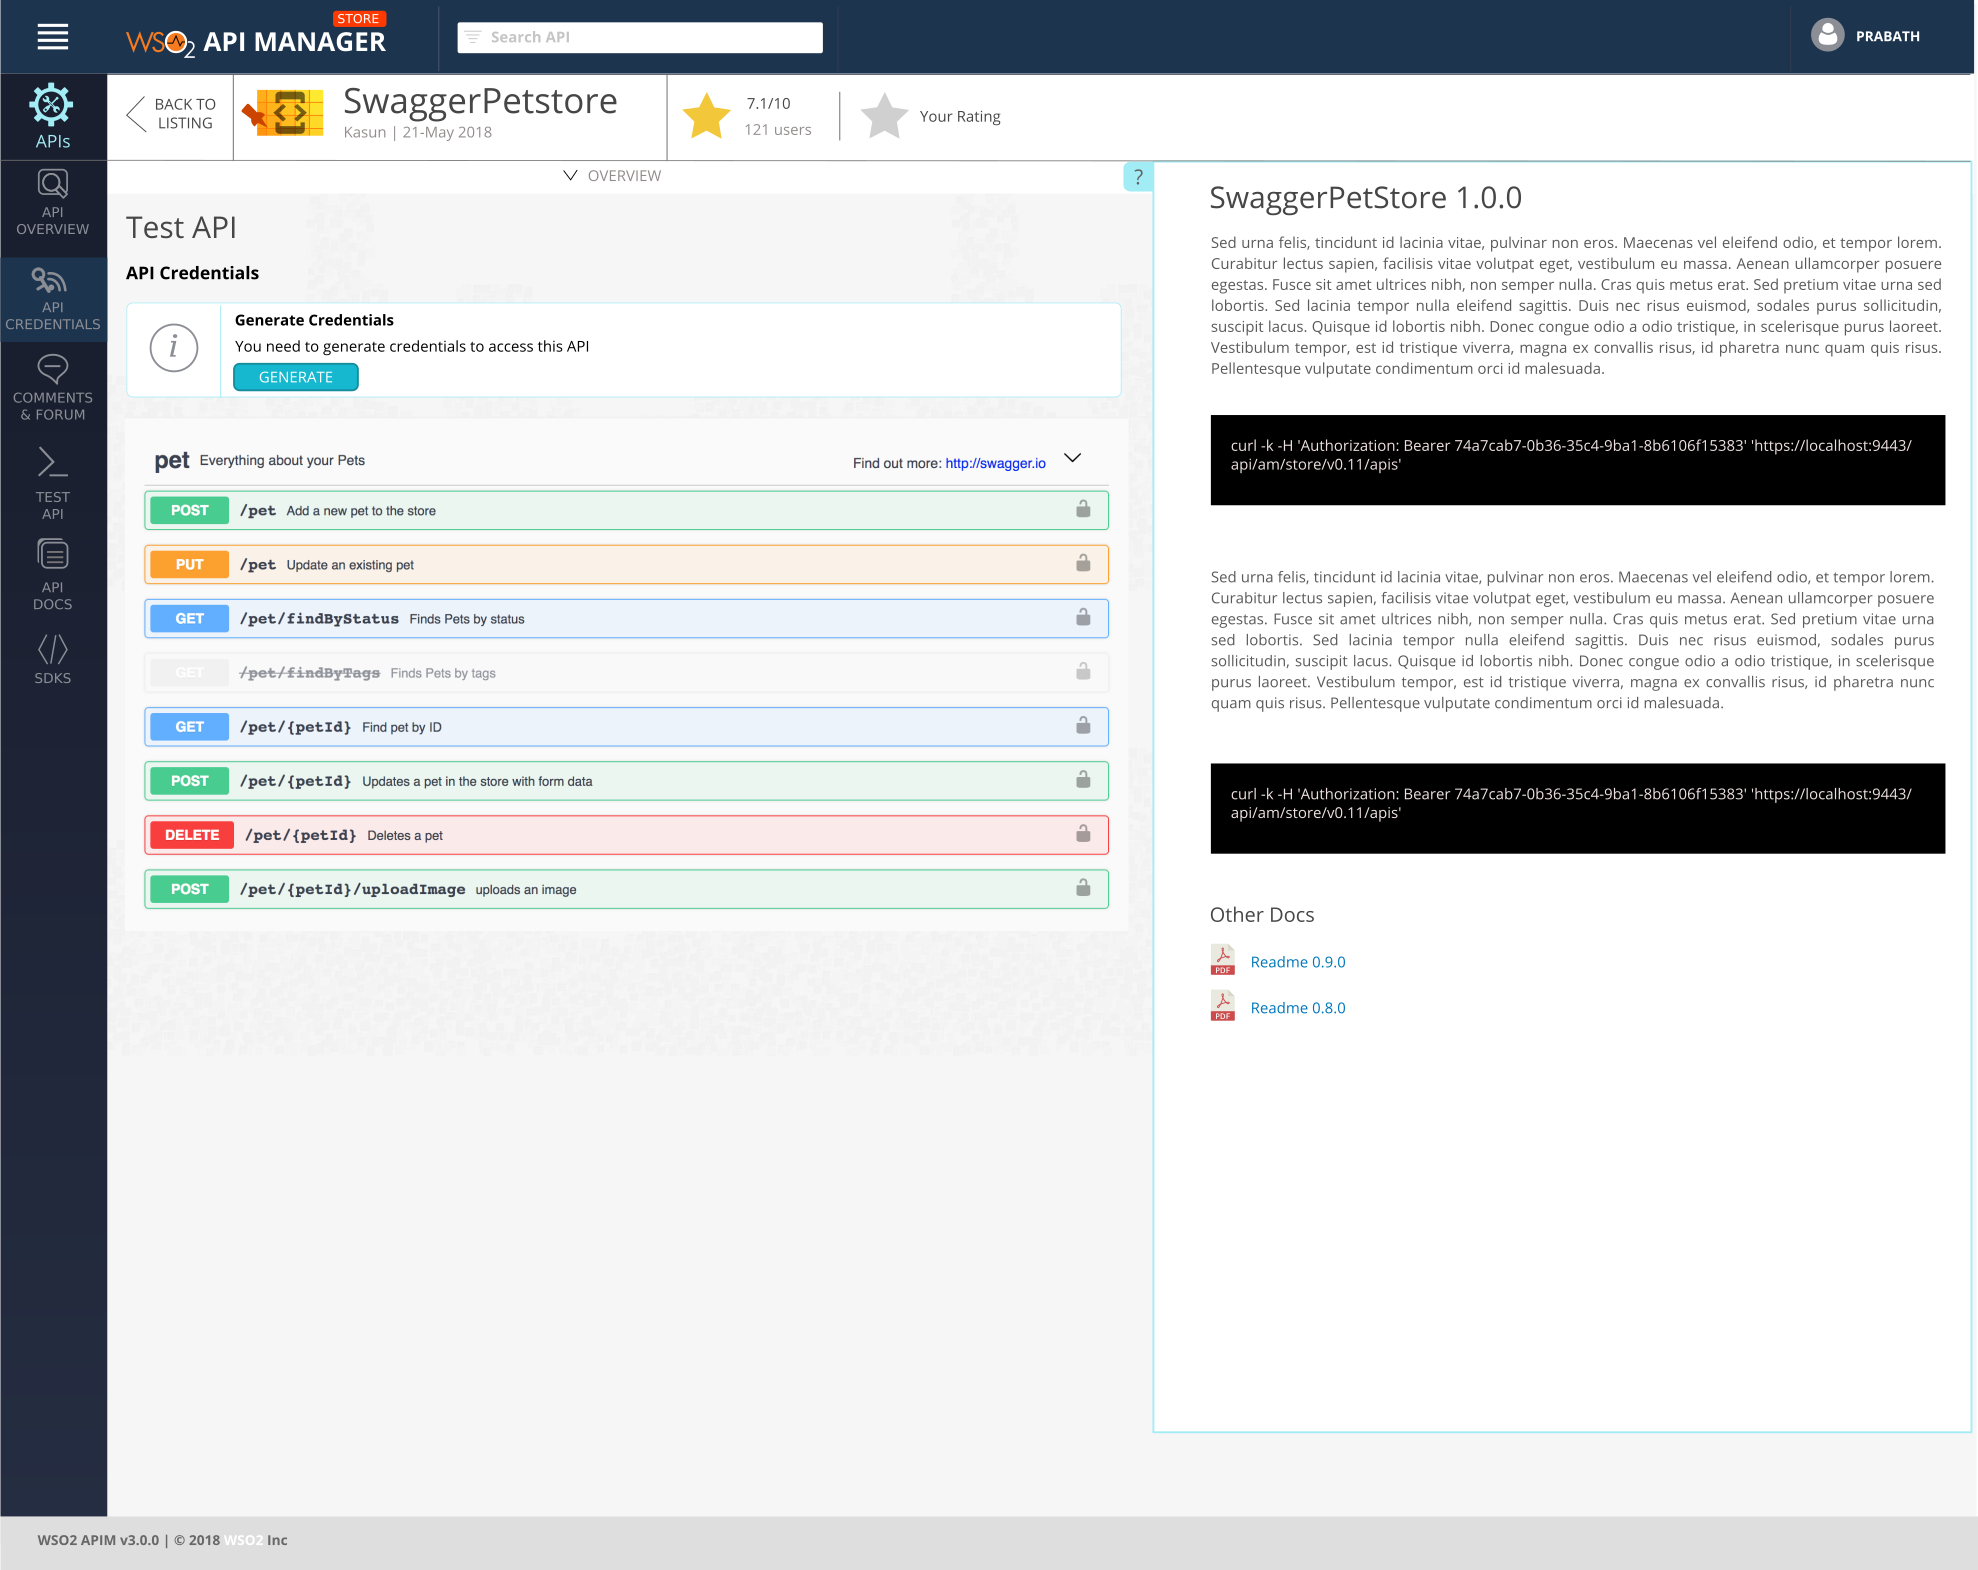 STORE
WSO2 API MANAGER
Search API
PRABATH
APIs
API
OVERVIEW
API
CREDENTIALS
COMMENTS
& FORUM
TEST
API
API
DOCS
SDKS
BACK TO
LISTING
SwaggerPetstore
Kasun | 21-May 2018
7.1/10
121 users
Your Rating
OVERVIEW
?
Test API
API Credentials
i
Generate Credentials
You need to generate credentials to access this API
GENERATE
pet Everything about your Pets
Find out more: http://swagger.io
POST /pet Add a new pet to the store
PUT /pet Update an existing pet
GET /pet/findByStatus Finds Pets by status
GET /pet/findByTags Finds Pets by tags
GET /pet/{petId} Find pet by ID
POST /pet/{petId} Updates a pet in the store with form data
DELETE /pet/{petId} Deletes a pet
POST /pet/{petId}/uploadImage uploads an image
SwaggerPetStore 1.0.0
Sed urna felis, tincidunt id lacinia vitae, pulvinar non eros. Maecenas vel eleifend odio, et tempor lorem.
Curabitur lectus sapien, facilisis vitae volutpat eget, vestibulum eu massa. Aenean ullamcorper posuere
egestas. Fusce sit amet ultrices nibh, non semper nulla. Cras quis metus erat. Sed pretium vitae urna sed
lobortis. Sed lacinia tempor nulla eleifend sagittis. Duis nec risus euismod, sodales purus sollicitudin,
suscipit lacus. Quisque id lobortis nibh. Donec congue odio a odio tristique, in scelerisque purus laoreet.
Vestibulum tempor, est id tristique viverra, magna ex convallis risus, id pharetra nunc quam quis risus.
Pellentesque vulputate condimentum orci id malesuada.
curl -k -H 'Authorization: Bearer 74a7cab7-0b36-35c4-9ba1-8b6106f15383' 'https://localhost:9443/
api/am/store/v0.11/apis'
Sed urna felis, tincidunt id lacinia vitae, pulvinar non eros. Maecenas vel eleifend odio, et tempor lorem.
Curabitur lectus sapien, facilisis vitae volutpat eget, vestibulum eu massa. Aenean ullamcorper posuere
egestas. Fusce sit amet ultrices nibh, non semper nulla. Cras quis metus erat. Sed pretium vitae urna
sed lobortis. Sed lacinia tempor nulla eleifend sagittis. Duis nec risus euismod, sodales purus
sollicitudin, suscipit lacus. Quisque id lobortis nibh. Donec congue odio a odio tristique, in scelerisque
purus laoreet. Vestibulum tempor, est id tristique viverra, magna ex convallis risus, id pharetra nunc
quam quis risus. Pellentesque vulputate condimentum orci id malesuada.
curl -k -H 'Authorization: Bearer 74a7cab7-0b36-35c4-9ba1-8b6106f15383' 'https://localhost:9443/
api/am/store/v0.11/apis'
Other Docs
PDF Readme 0.9.0
PDF Readme 0.8.0
WSO2 APIM v3.0.0 | © 2018 WSO2 Inc